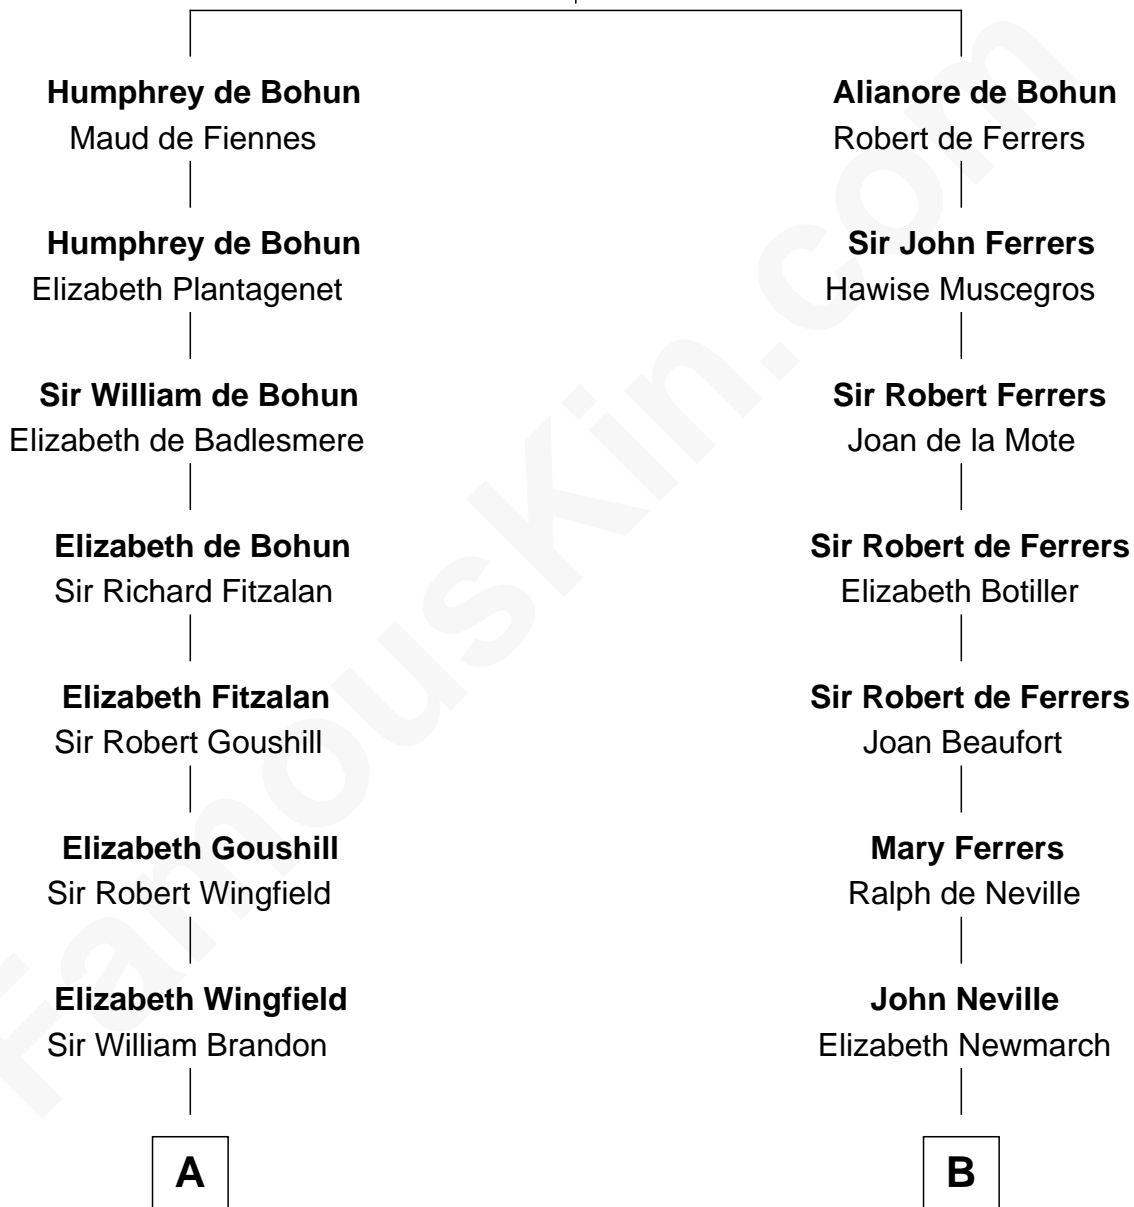 Humphrey de Bohun
Maud de Fiennes
Humphrey de Bohun
Elizabeth Plantagenet
Sir William de Bohun
Elizabeth de Badlesmere
Elizabeth de Bohun
Sir Richard Fitzalan
Elizabeth Fitzalan
Sir Robert Goushill
Elizabeth Goushill
Sir Robert Wingfield
Elizabeth Wingfield
Sir William Brandon
A
Alianore de Bohun
Robert de Ferrers
Sir John Ferrers
Hawise Muscegros
Sir Robert Ferrers
Joan de la Mote
Sir Robert de Ferrers
Elizabeth Botiller
Sir Robert de Ferrers
Joan Beaufort
Mary Ferrers
Ralph de Neville
John Neville
Elizabeth Newmarch
B
FamousKin.com